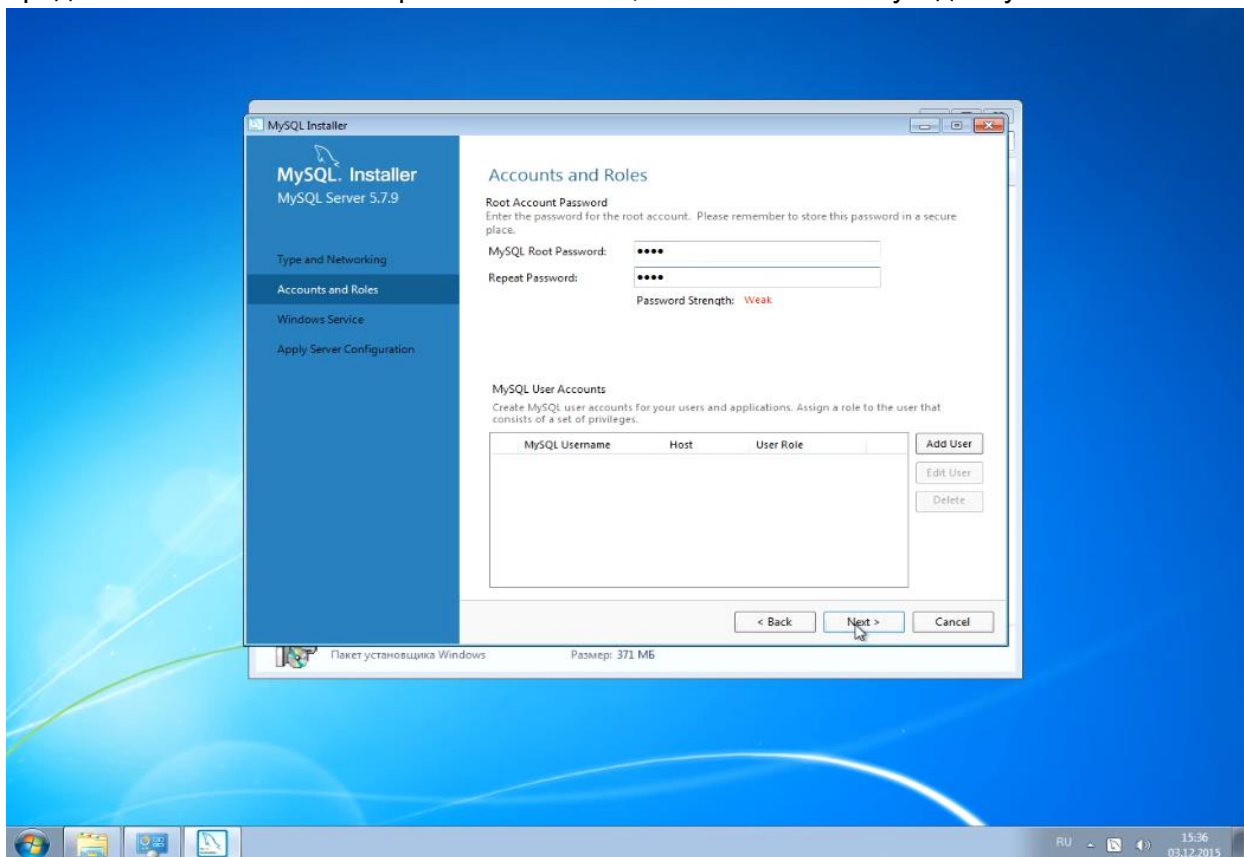 MySQL Installer
MySQL. Installer
MySQL Server 5.7.9
Type and Networking
Accounts and Roles
Windows Service
Apply Server Configuration
Accounts and Roles
Root Account Password
Enter the password for the root account. Please remember to store this password in a secure
place.
MySQL Root Password: ••••
Repeat Password: ••••
Password Strength: Weak
MySQL User Accounts
Create MySQL user accounts for your users and applications. Assign a role to the user that
consists of a set of privileges.
MySQL Username Host User Role
Add User
Edit User
Delete
< Back Next > Cancel
Пакет установщика Windows Размер: 371 МБ
RU 15:36
03.12.2015